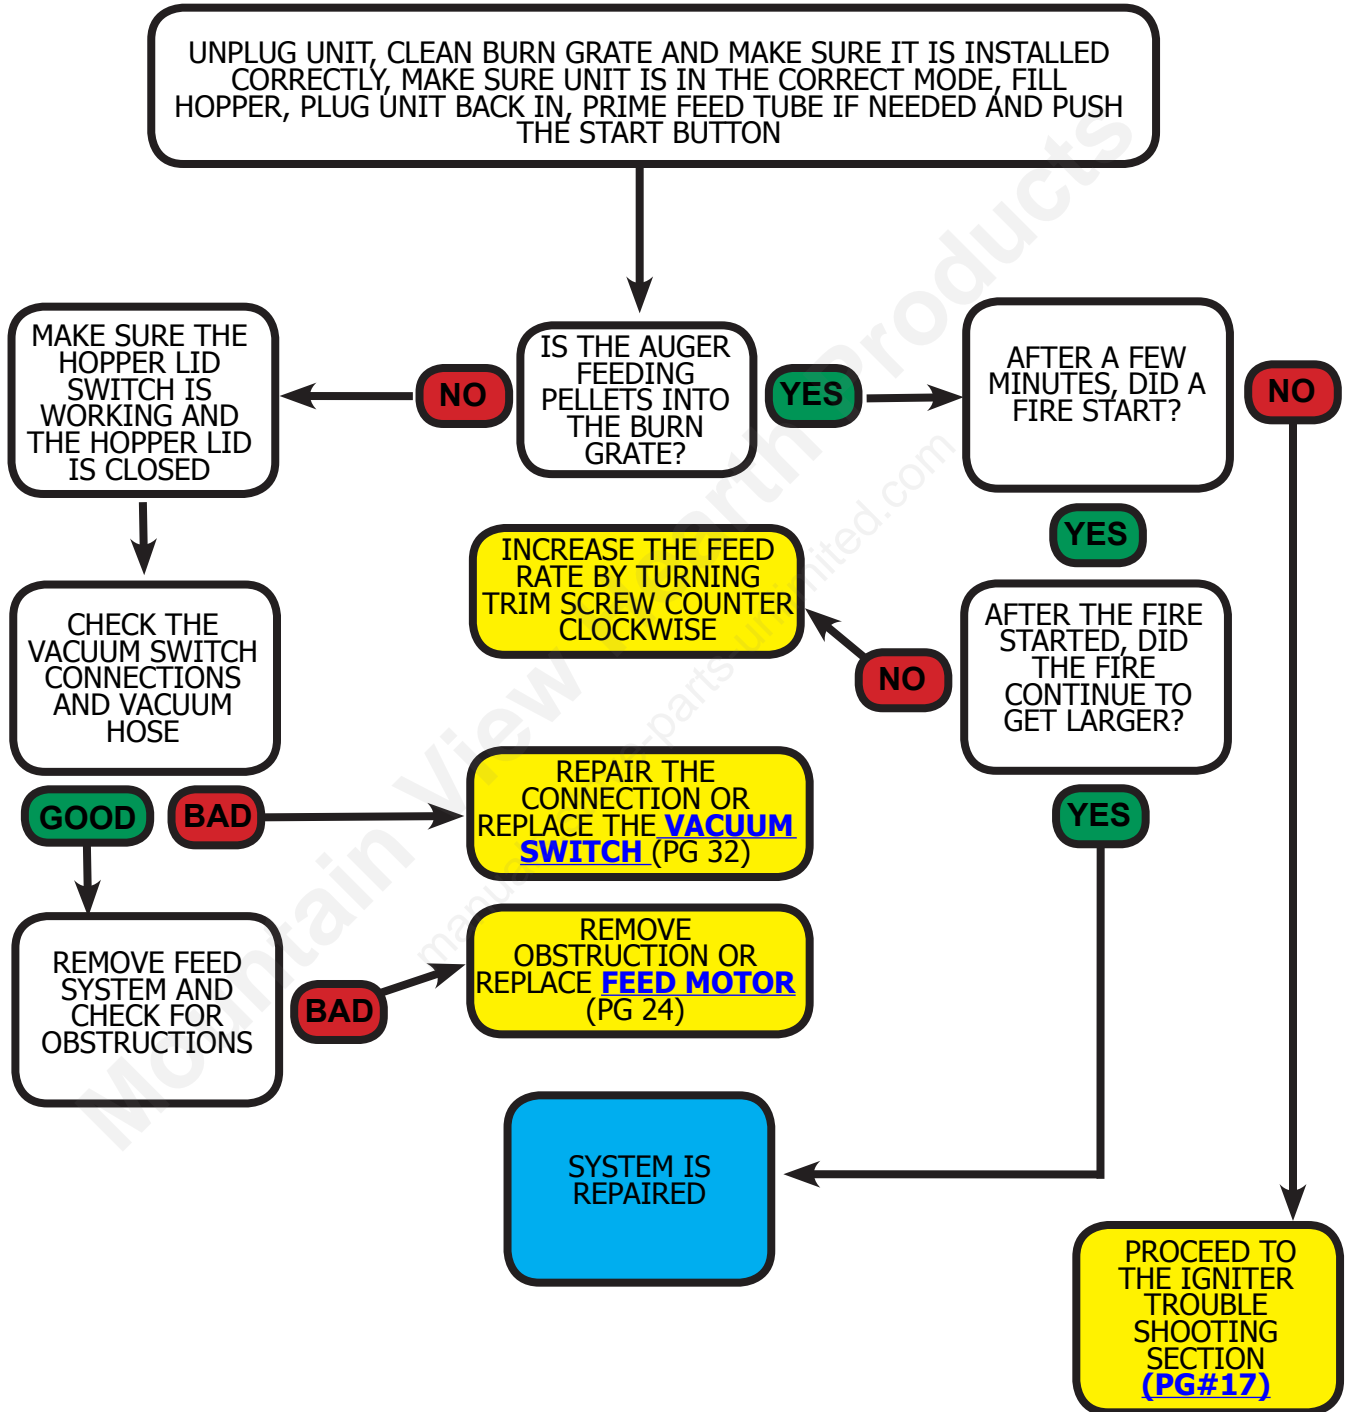 UNPLUG UNIT, CLEAN BURN GRATE AND MAKE SURE IT IS INSTALLED
CORRECTLY, MAKE SURE UNIT IS IN THE CORRECT MODE, FILL
HOPPER, PLUG UNIT BACK IN, PRIME FEED TUBE IF NEEDED AND PUSH
THE START BUTTON
MAKE SURE THE
HOPPER LID
SWITCH IS
WORKING AND
THE HOPPER LID
IS CLOSED
NO
IS THE AUGER
FEEDING
PELLETS INTO
THE BURN
GRATE?
YES
AFTER A FEW
MINUTES, DID A
FIRE START?
NO
YES
INCREASE THE FEED
RATE BY TURNING
TRIM SCREW COUNTER
CLOCKWISE
NO
AFTER THE FIRE
STARTED, DID
THE FIRE
CONTINUE TO
GET LARGER?
CHECK THE
VACUUM SWITCH
CONNECTIONS
AND VACUUM
HOSE
GOOD
BAD
REPAIR THE
CONNECTION OR
REPLACE THE VACUUM
SWITCH (PG 32)
YES
REMOVE FEED
SYSTEM AND
CHECK FOR
OBSTRUCTIONS
BAD
REMOVE
OBSTRUCTION OR
REPLACE FEED MOTOR
(PG 24)
SYSTEM IS
REPAIRED
PROCEED TO
THE IGNITER
TROUBLE
SHOOTING
SECTION
(PG#17)
Mountain View Hearth Products